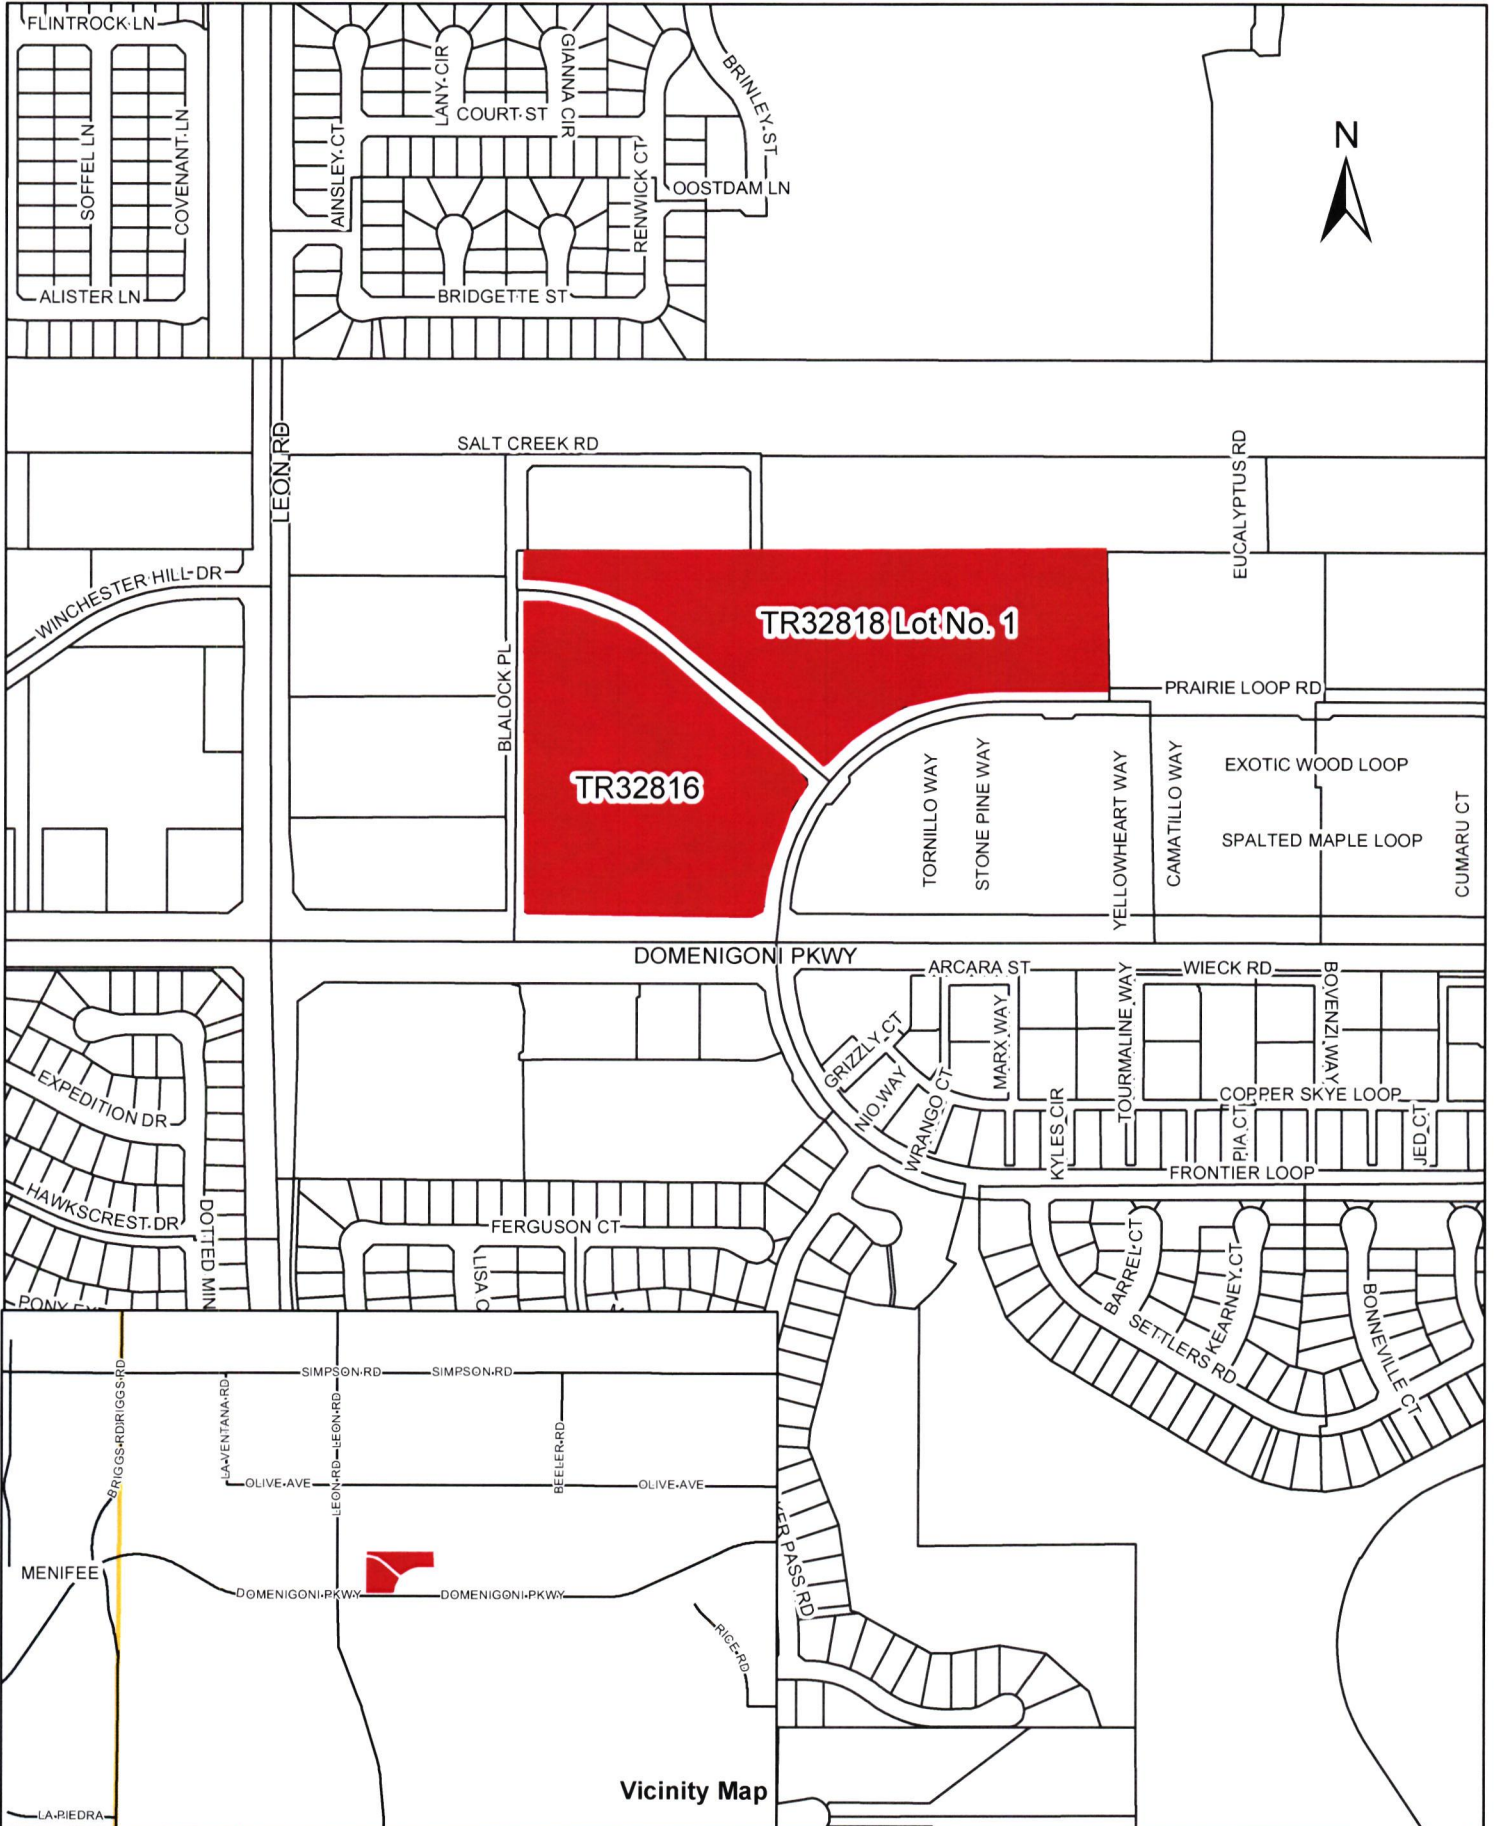 FLINTROCK LN
SOFFEL LN
COVENANT LN
ALISTER LN
AINSLEY CT
LANY CIR
GIANNA CIR
COURT ST
RENWICK CT
BRINLEY ST
OOSTDAM LN
BRIDGETTE ST
N
LEON RD
SALT CREEK RD
EUCALYPTUS RD
WINCHESTER HILL DR
BLALOCK PL
TR32818 Lot No. 1
TR32816
PRAIRIE LOOP RD
TORNILLO WAY
STONE PINE WAY
YELLOWHEART WAY
CAMATILLO WAY
EXOTIC WOOD LOOP
SPALTED MAPLE LOOP
CUMARU CT
DOMENIGONI PKWY
ARCARA ST
WIECK RD
MARX WAY
TOURMALINE WAY
BOVENZI WAY
GRIZZLY CT
NIO WAY
WRANGO CT
KYLES CIR
COPPER SKYE LOOP
PIA CT
JED CT
FRONTIER LOOP
EXPEDITION DR
HAWKSCREST DR
DOTTED MIN
FERGUSON CT
LISA C
BARREL CT
KEARNEY CT
SETTLERS RD
BONNEVILLE CT
KER PASS RD
SIMPSON RD
SIMPSON RD
BRIGGS RD
BRIGGS RD
LA VENTANA RD
LEON RD
LEON RD
BEELER RD
OLIVE AVE
OLIVE AVE
MENIFEE
DOMENIGONI PKWY
DOMENIGONI PKWY
RICE RD
LA PIEDRA
Vicinity Map